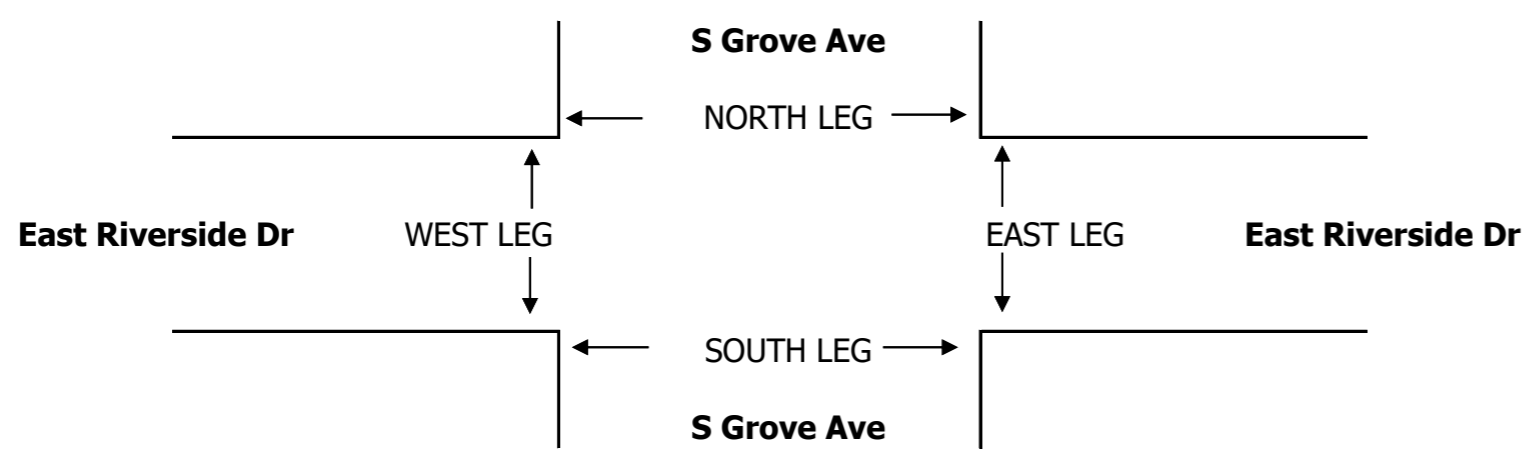 S Grove Ave
NORTH LEG
East Riverside Dr WEST LEG EAST LEG East Riverside Dr
SOUTH LEG
S Grove Ave